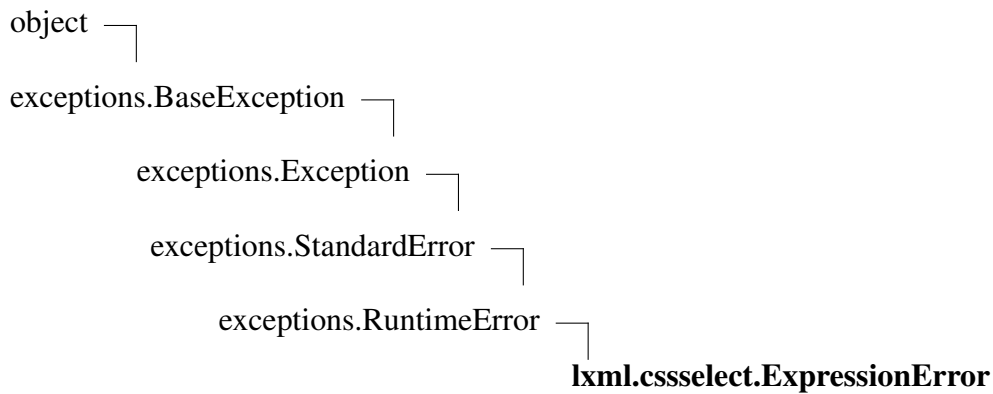 object
exceptions.BaseException
exceptions.Exception
exceptions.StandardError
exceptions.RuntimeError
lxml.cssselect.ExpressionError